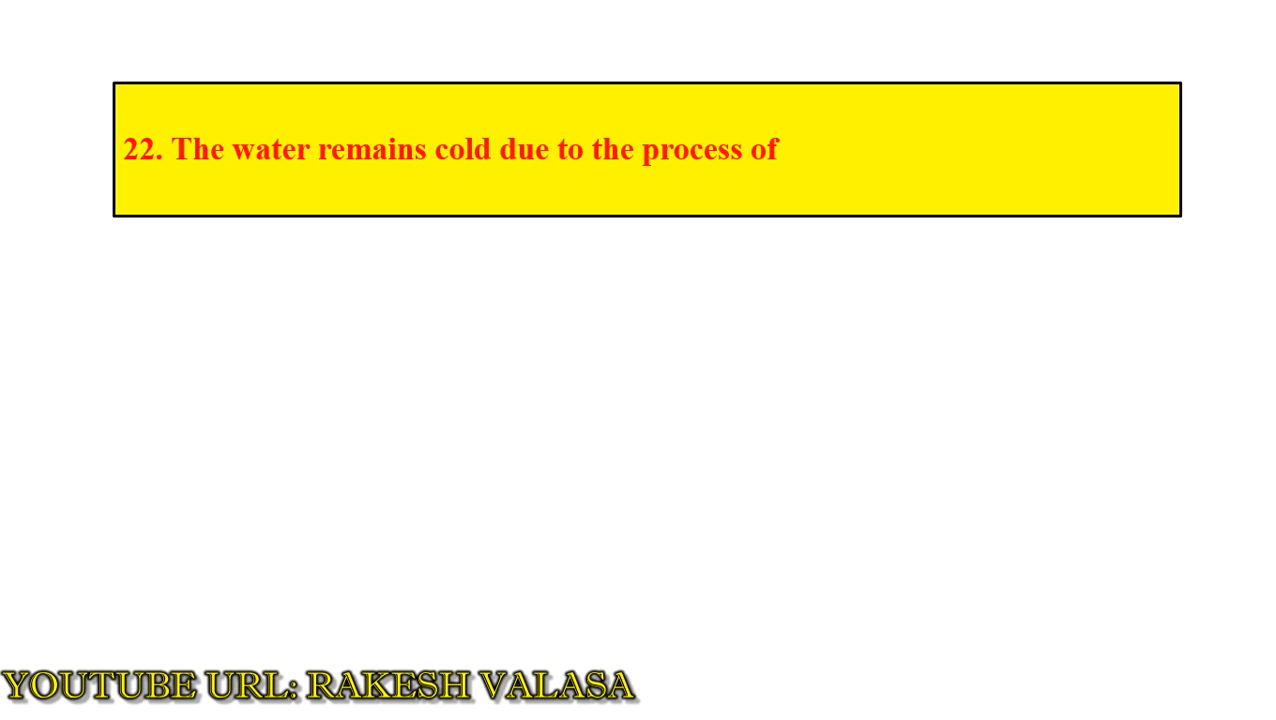 22. The water remains cold due to the process of
YOUTUBE URL: RAKESH VALASA